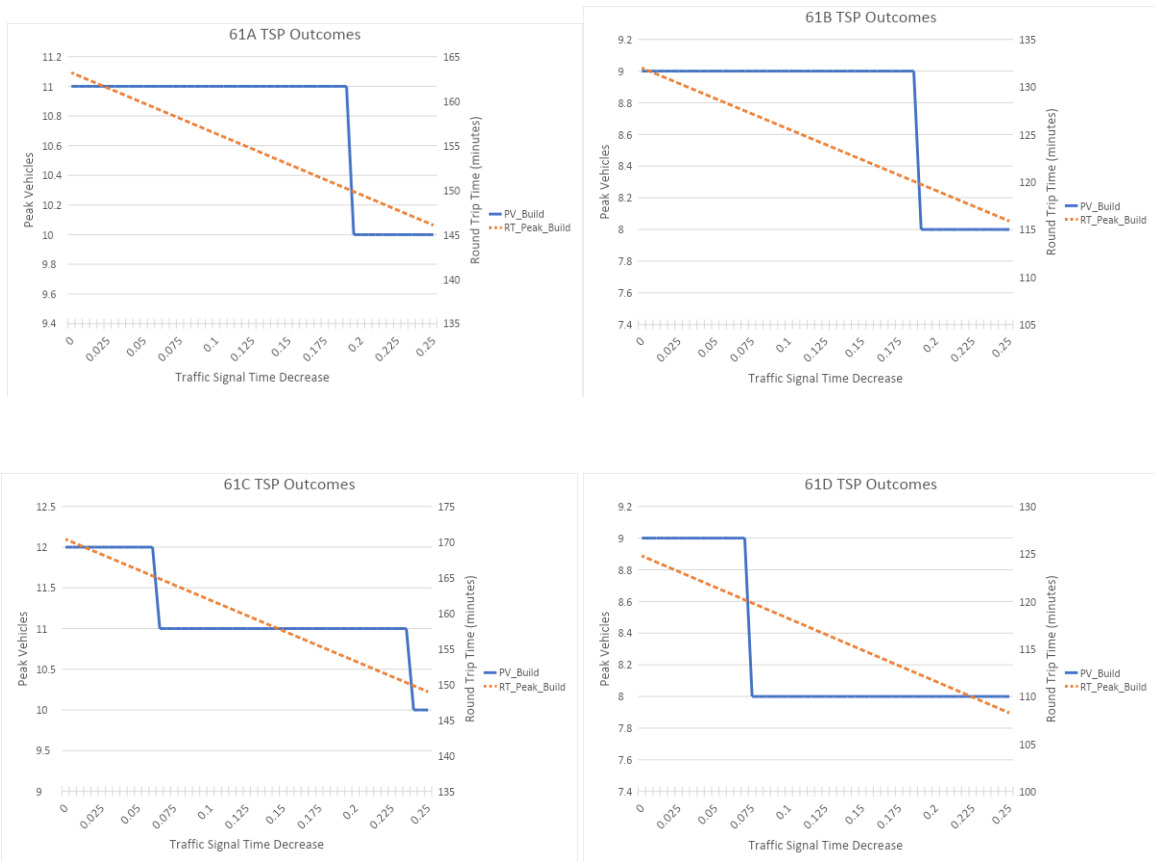 61A TSP Outcomes
11.2
11
10.8
10.6
10.4
10.2
10
9.8
9.6
9.4
Peak Vehicles
165
160
155
150
145
140
135
Round Trip Time (minutes)
0 0.025 0.05 0.075 0.1 0.125 0.15 0.175 0.2 0.225 0.25
Traffic Signal Time Decrease
PV_Build
RT_Peak_Build
61B TSP Outcomes
9.2
9
8.8
8.6
8.4
8.2
8
7.8
7.6
7.4
Peak Vehicles
135
130
125
120
115
110
105
Round Trip Time (minutes)
0 0.025 0.05 0.075 0.1 0.125 0.15 0.175 0.2 0.225 0.25
Traffic Signal Time Decrease
PV_Build
RT_Peak_Build
61C TSP Outcomes
12.5
12
11.5
11
10.5
10
9.5
9
Peak Vehicles
175
170
165
160
155
150
145
140
135
Round Trip Time (minutes)
0 0.025 0.05 0.075 0.1 0.125 0.15 0.175 0.2 0.225 0.25
Traffic Signal Time Decrease
PV_Build
RT_Peak_Build
61D TSP Outcomes
9.2
9
8.8
8.6
8.4
8.2
8
7.8
7.6
7.4
Peak Vehicles
130
125
120
115
110
105
100
Round Trip Time (minutes)
0 0.025 0.05 0.075 0.1 0.125 0.15 0.175 0.2 0.225 0.25
Traffic Signal Time Decrease
PV_Build
RT_Peak_Build